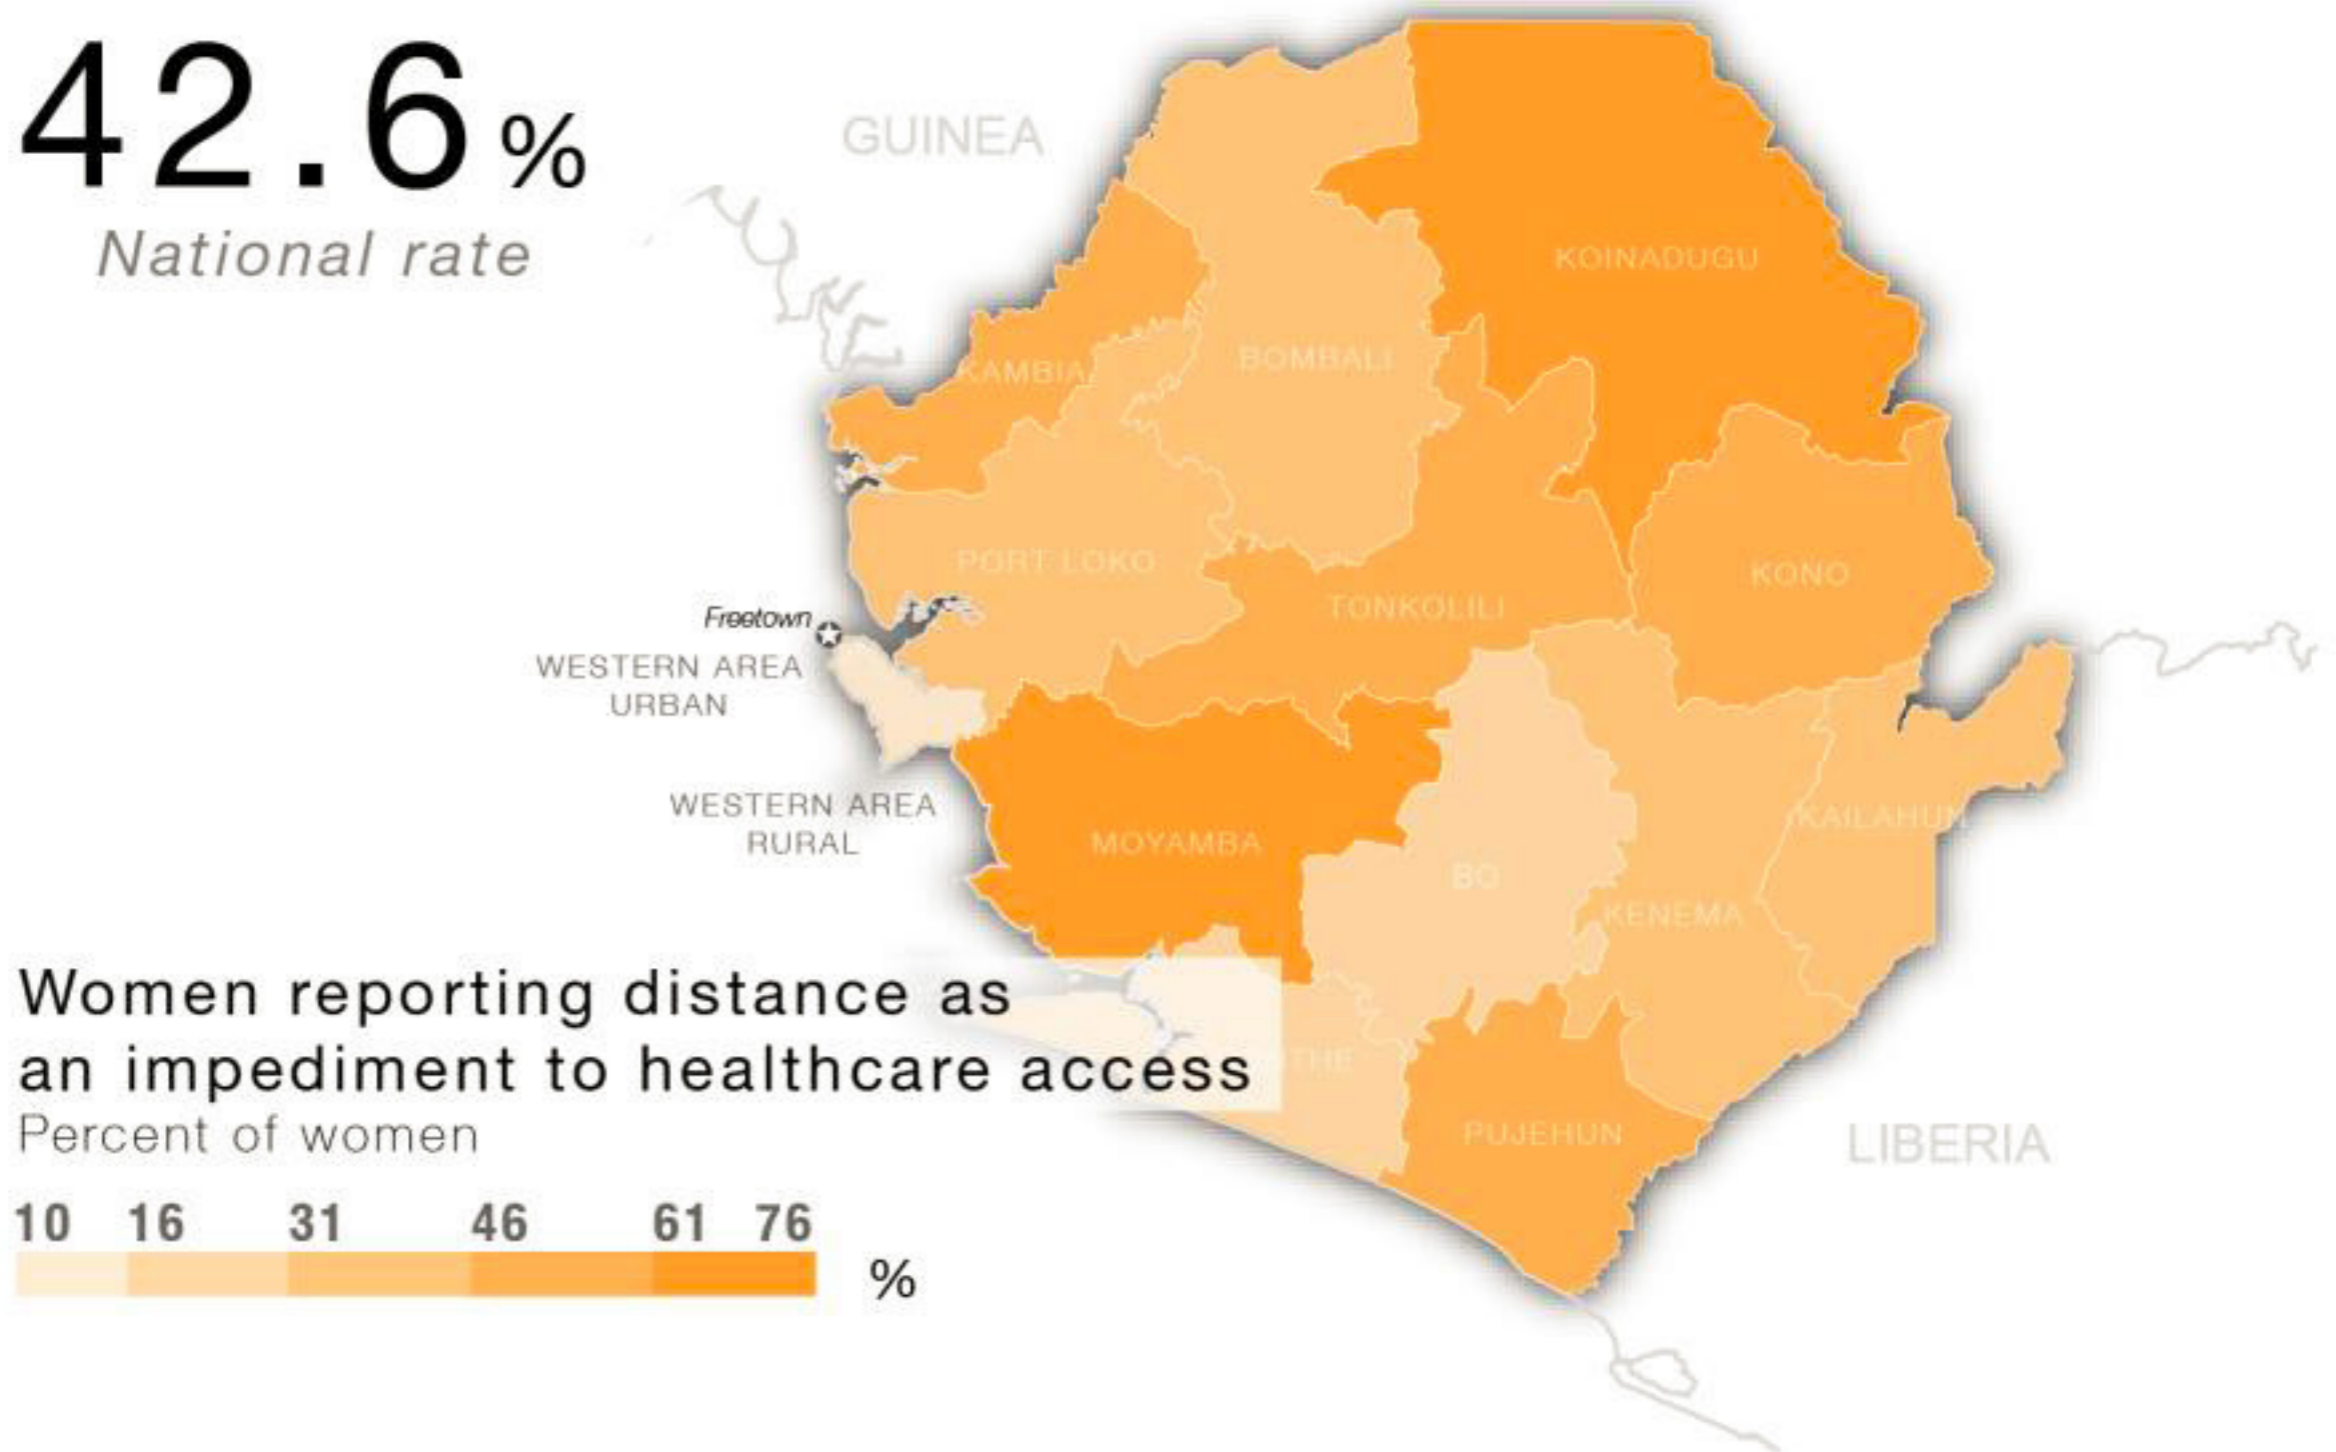 42.6 %
National rate
GUINEA
KOINADUGU
BOMBALI
KAMBIA
PORT LOKO
KONO
TONKOLILI
Freetown
WESTERN AREA
URBAN
WESTERN AREA
RURAL
MOYAMBA
KAILAHUN
BO
KENEMA
THE
PUJEHUN
LIBERIA
Women reporting distance as
an impediment to healthcare access
Percent of women
10 16 31 46 61 76
%